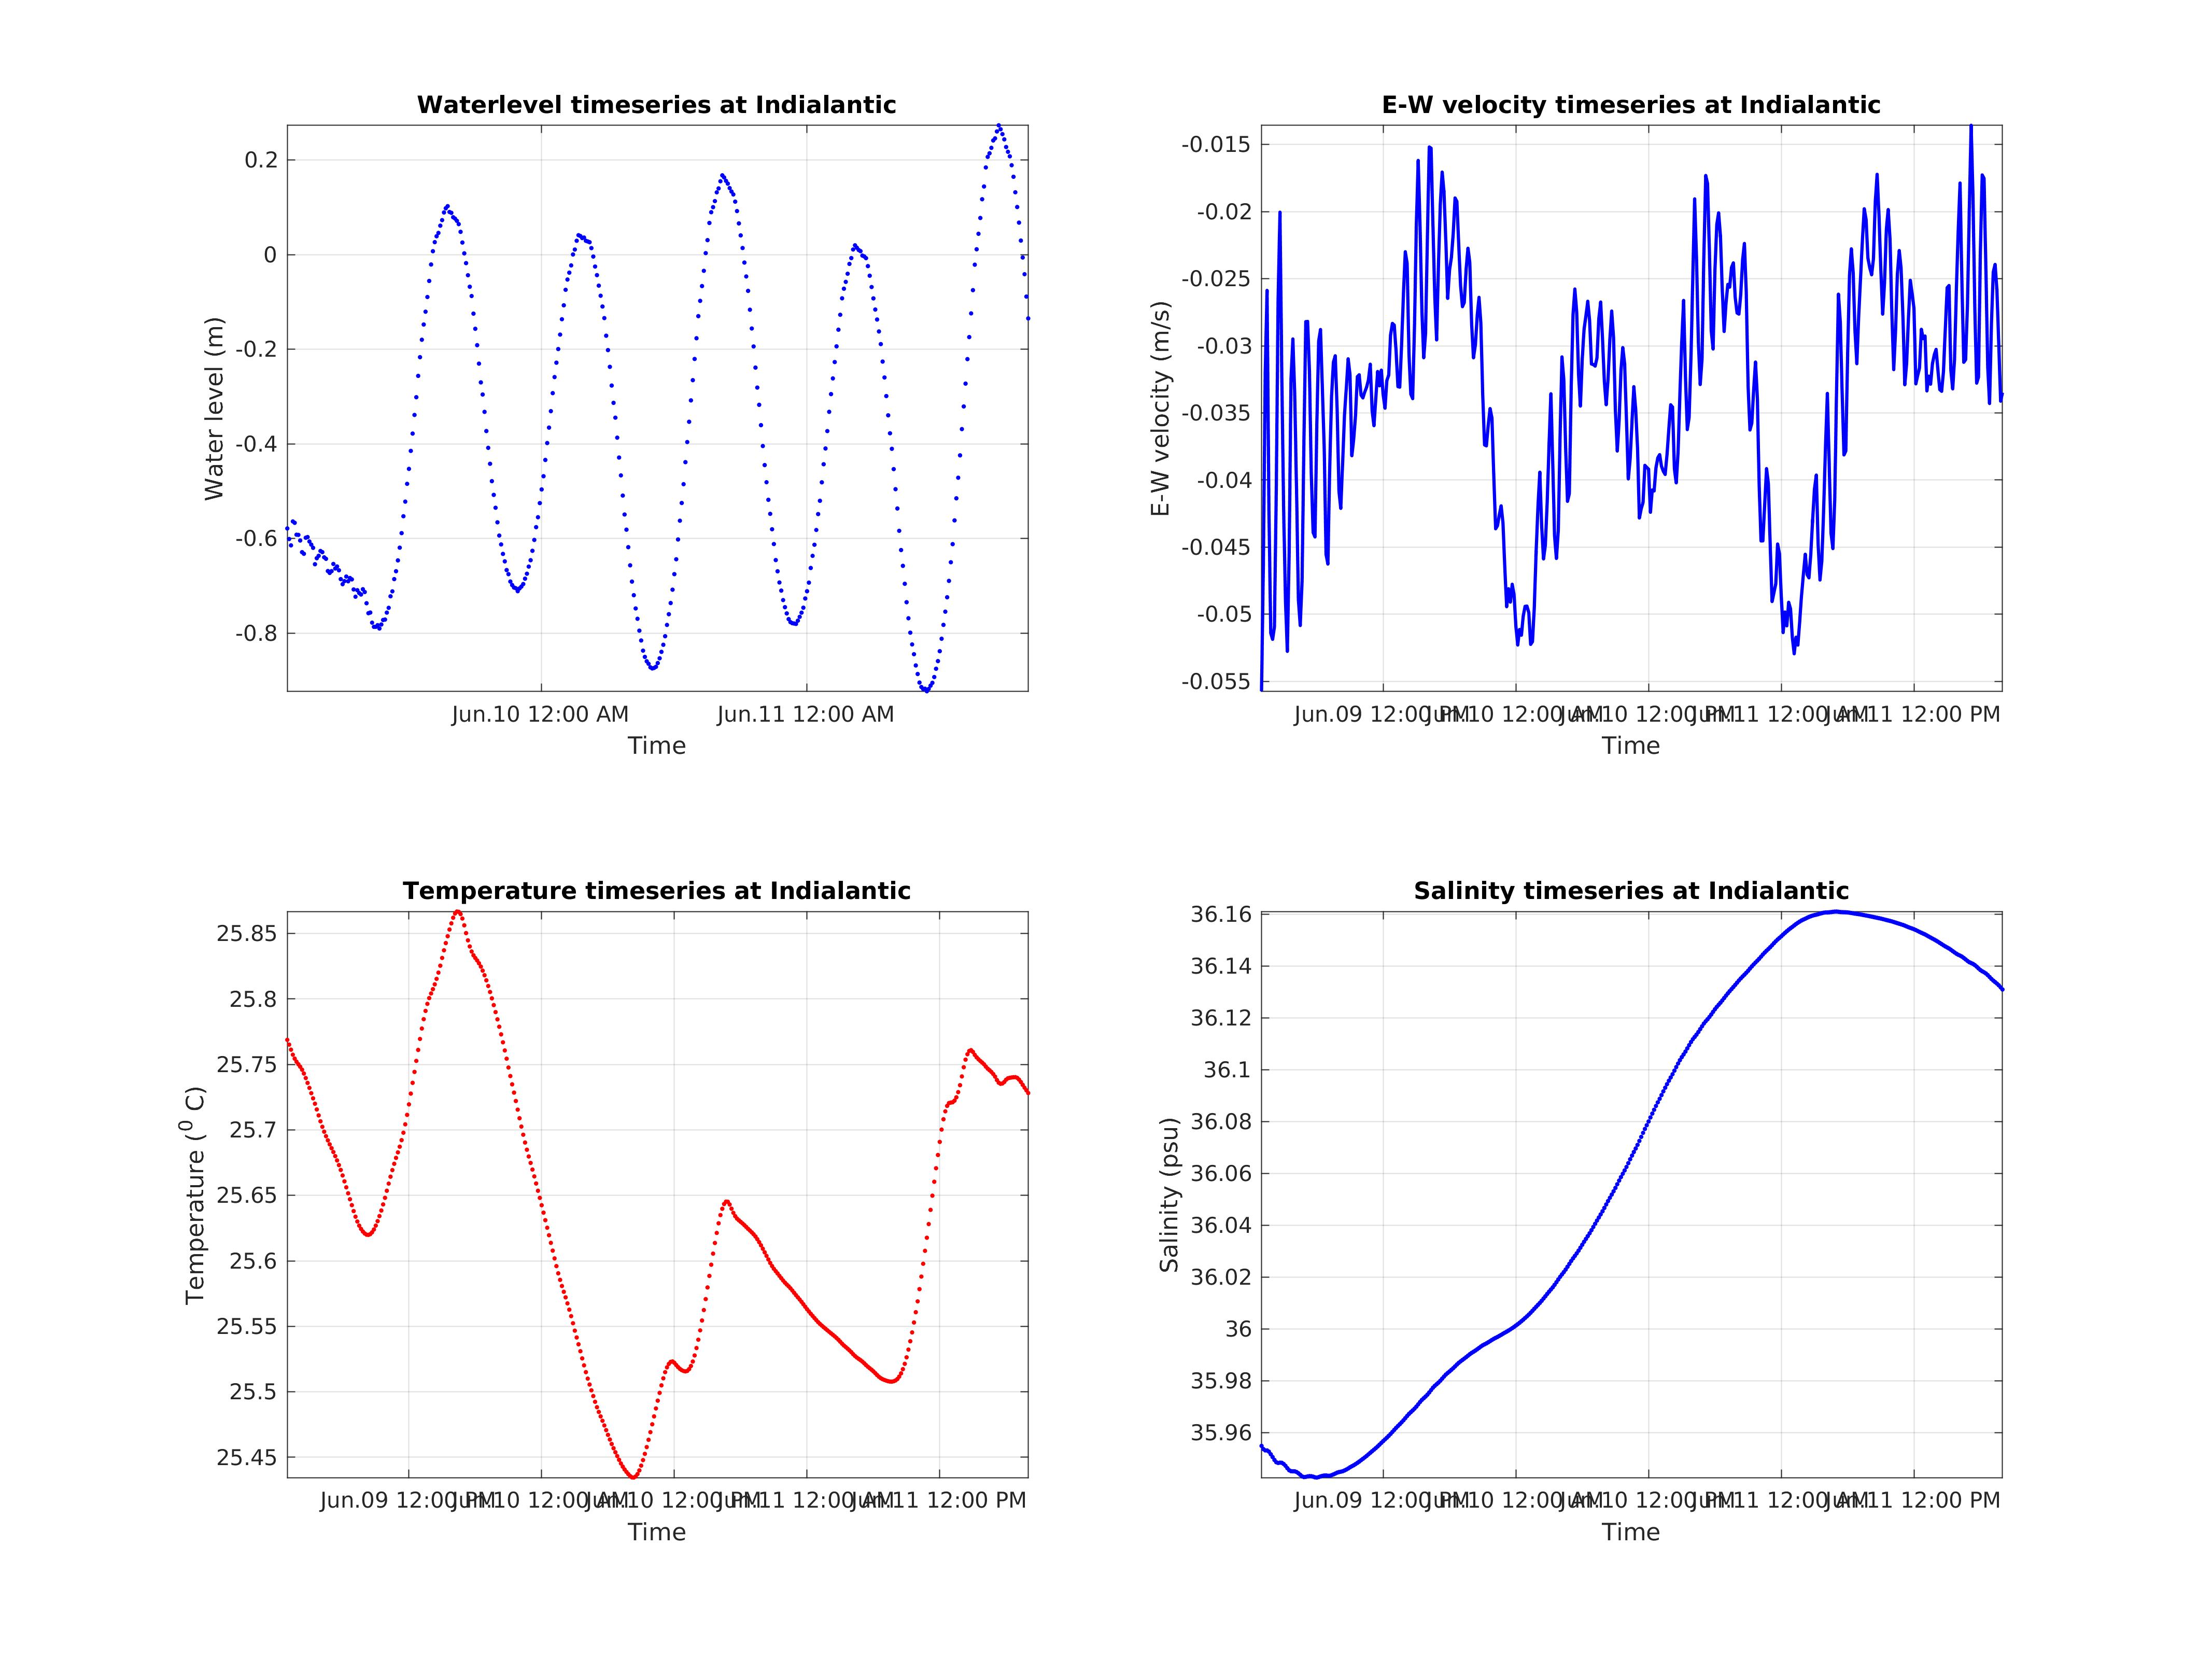 Waterlevel timeseries at Indialantic
0.2
0
-0.2
-0.4
-0.6
-0.8
Water level (m)
Jun.10 12:00 AM
Jun.11 12:00 AM
Time
E-W velocity timeseries at Indialantic
-0.015
-0.02
-0.025
-0.03
-0.035
-0.04
-0.045
-0.05
-0.055
E-W velocity (m/s)
Jun.09 12:00 PM
Jun.10 12:00 AM
Jun.10 12:00 PM
Jun.11 12:00 AM
Jun.11 12:00 PM
Time
Temperature timeseries at Indialantic
25.85
25.8
25.75
25.7
25.65
25.6
25.55
25.5
25.45
Temperature (⁰ C)
Jun.09 12:00 PM
Jun.10 12:00 AM
Jun.10 12:00 PM
Jun.11 12:00 AM
Jun.11 12:00 PM
Time
Salinity timeseries at Indialantic
36.16
36.14
36.12
36.1
36.08
36.06
36.04
36.02
36
35.98
35.96
Salinity (psu)
Jun.09 12:00 PM
Jun.10 12:00 AM
Jun.10 12:00 PM
Jun.11 12:00 AM
Jun.11 12:00 PM
Time